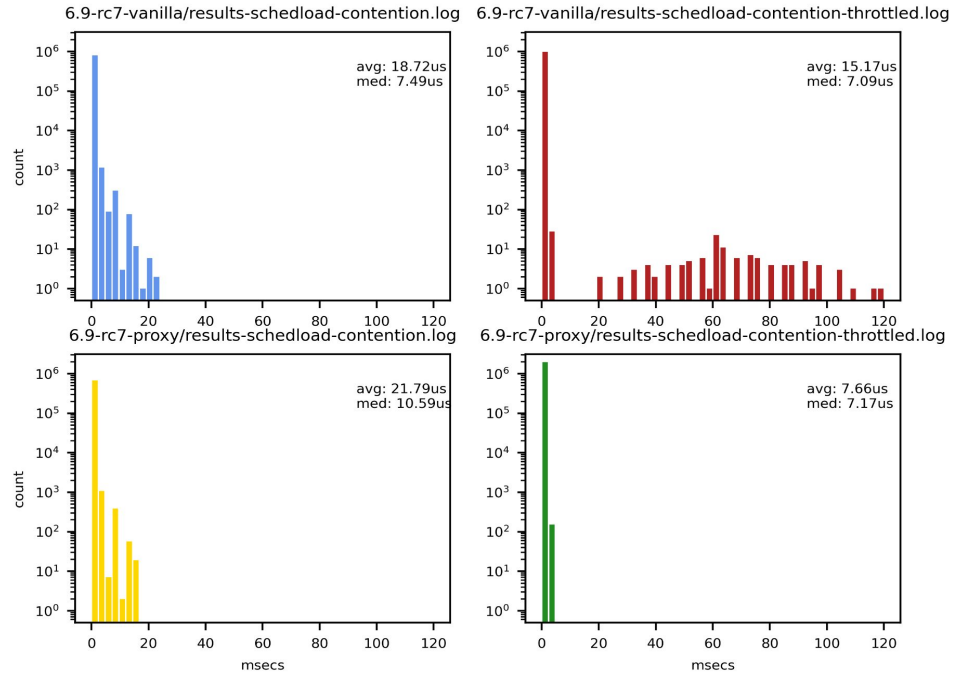 6.9-rc7-vanilla/results-schedload-contention.log
10⁶
10⁵
10⁴
10³
10²
10¹
10⁰
count
avg: 18.72us
med: 7.49us
0 20 40 60 80 100 120
6.9-rc7-vanilla/results-schedload-contention-throttled.log
10⁶
10⁵
10⁴
10³
10²
10¹
10⁰
avg: 15.17us
med: 7.09us
0 20 40 60 80 100 120
6.9-rc7-proxy/results-schedload-contention.log
10⁶
10⁵
10⁴
10³
10²
10¹
10⁰
count
avg: 21.79us
med: 10.59us
0 20 40 60 80 100 120
msecs
6.9-rc7-proxy/results-schedload-contention-throttled.log
10⁶
10⁵
10⁴
10³
10²
10¹
10⁰
avg: 7.66us
med: 7.17us
0 20 40 60 80 100 120
msecs